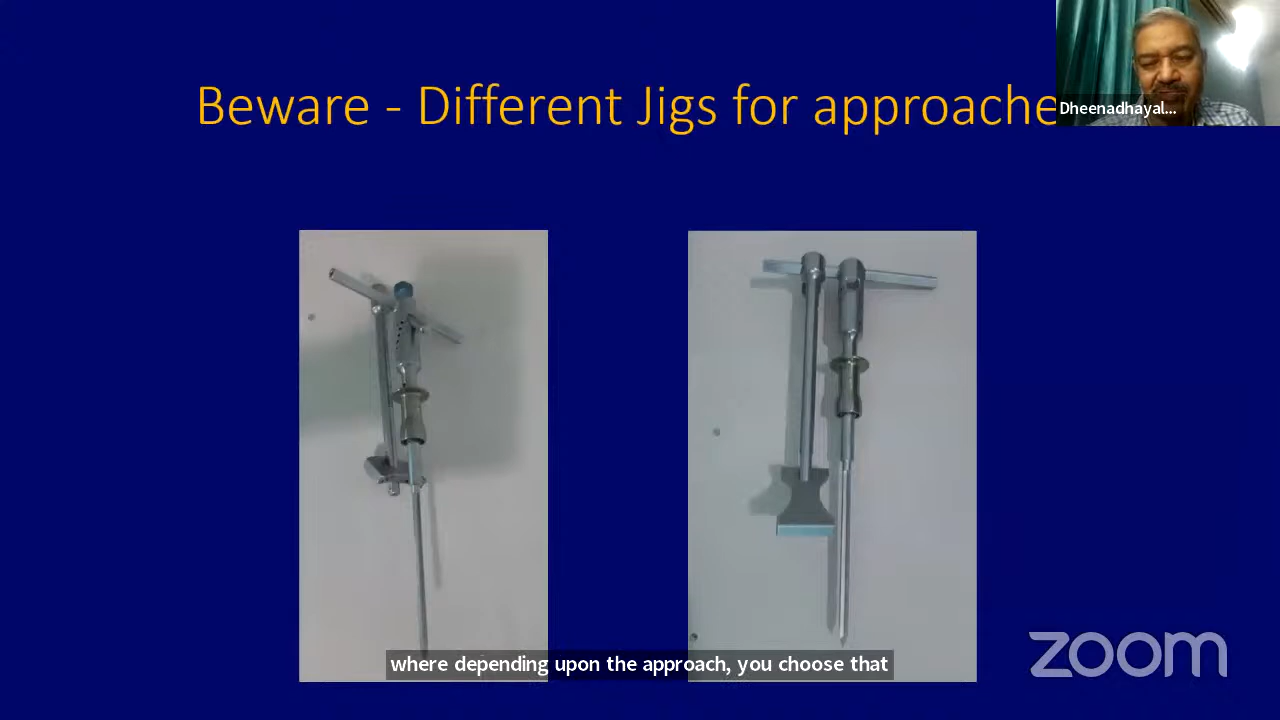 Beware - Different Jigs for approache
Dheenadhayal...
where depending upon the approach, you choose that
zoom